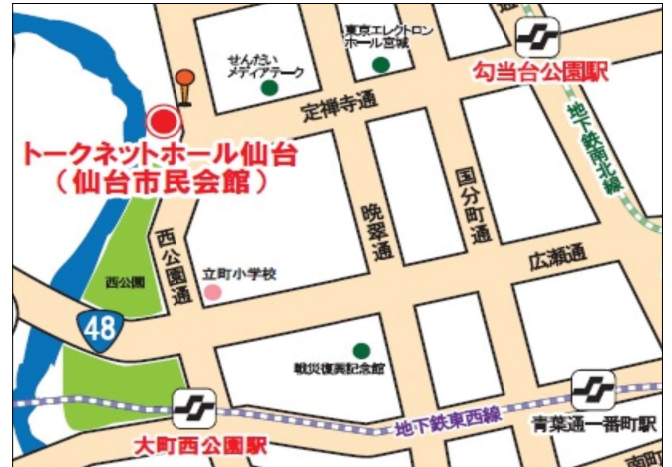 東京エレクトロン
ホール宮城
せんだい
メディアテーク
勾当台公園駅
定禅寺通
地下鉄南北線
トークネットホール仙台
（仙台市民会館）
国分町通
晩翠通
西公園通
広瀬通
立町小学校
西公園
48
戦災復興記念館
地下鉄東西線
青葉通一番町駅
大町西公園駅
南町